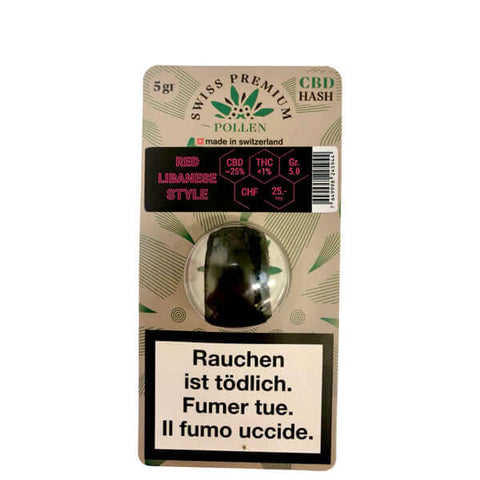 5gr
SWISS PREMIUM
POLLEN
CBD
HASH
made in switzerland
RED
LIBANESE
STYLE
CBD
~25%
THC
<1%
Gr.
5.0
CHF
25.-
TTC
Rauchen
ist tödlich.
Fumer tue.
Il fumo uccide.